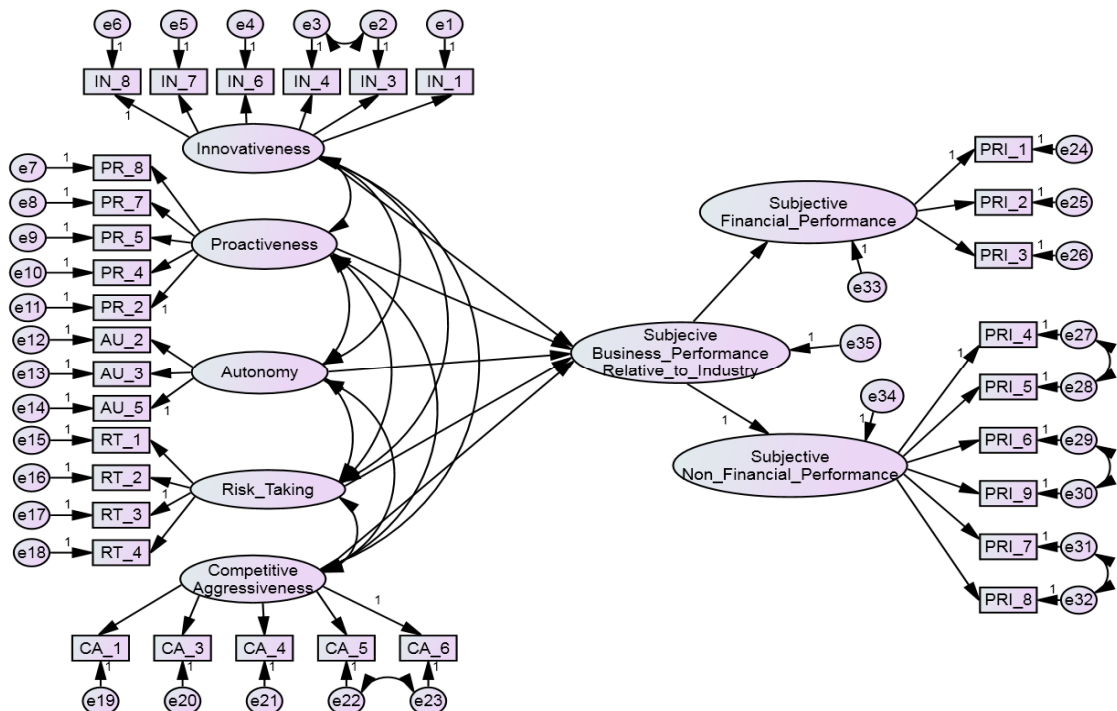 e6 e5 e4 e3 e2 e1
1 1 1 1 1 1
IN_8 IN_7 IN_6 IN_4 IN_3 IN_1
1
Innovativeness
e7 1 PR_8
e8 1 PR_7
e9 1 PR_5
e10 1 PR_4
e11 1 PR_2
1
Proactiveness
e12 1 AU_2
e13 1 AU_3
e14 1 AU_5
1
Autonomy
e15 1 RT_1
e16 1 RT_2
e17 1 RT_3
e18 1 RT_4
1
Risk_Taking
Competitive
Aggressiveness
1
CA_1 CA_3 CA_4 CA_5 CA_6
1 1 1 1 1
e19 e20 e21 e22 e23
Subjecive
Business_Performance
Relative_to_Industry
1
e35
Subjective
Financial_Performance
1
e33
1
PRI_1 1 e24
PRI_2 1 e25
PRI_3 1 e26
1
e34
1
Subjective
Non_Financial_Performance
1
PRI_4 1 e27
PRI_5 1 e28
PRI_6 1 e29
PRI_9 1 e30
PRI_7 1 e31
PRI_8 1 e32